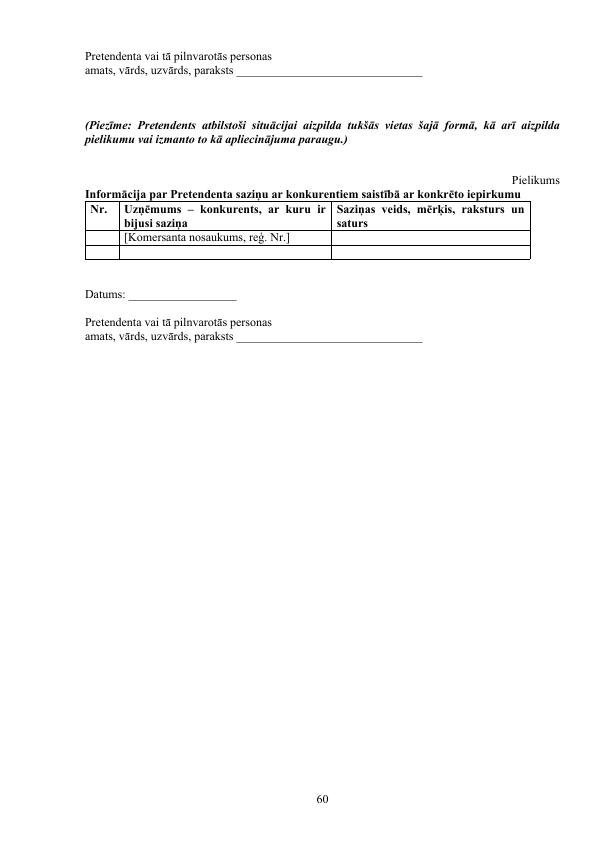 Pretendenta vai tā pilnvarotās personas
amats, vārds, uzvārds, paraksts _______________________________
(Piezīme: Pretendents atbilstoši situācijai aizpilda tukšās vietas šajā formā, kā arī aizpilda
pielikumu vai izmanto to kā apliecinājuma paraugu.)
Pielikums
Informācija par Pretendenta saziņu ar konkurentiem saistībā ar konkrēto iepirkumu
Nr. Uzņēmums – konkurents, ar kuru ir Saziņas veids, mērķis, raksturs un
bijusi saziņa saturs
[Komersanta nosaukums, reģ. Nr.]
Datums: __________________
Pretendenta vai tā pilnvarotās personas
amats, vārds, uzvārds, paraksts _______________________________
60